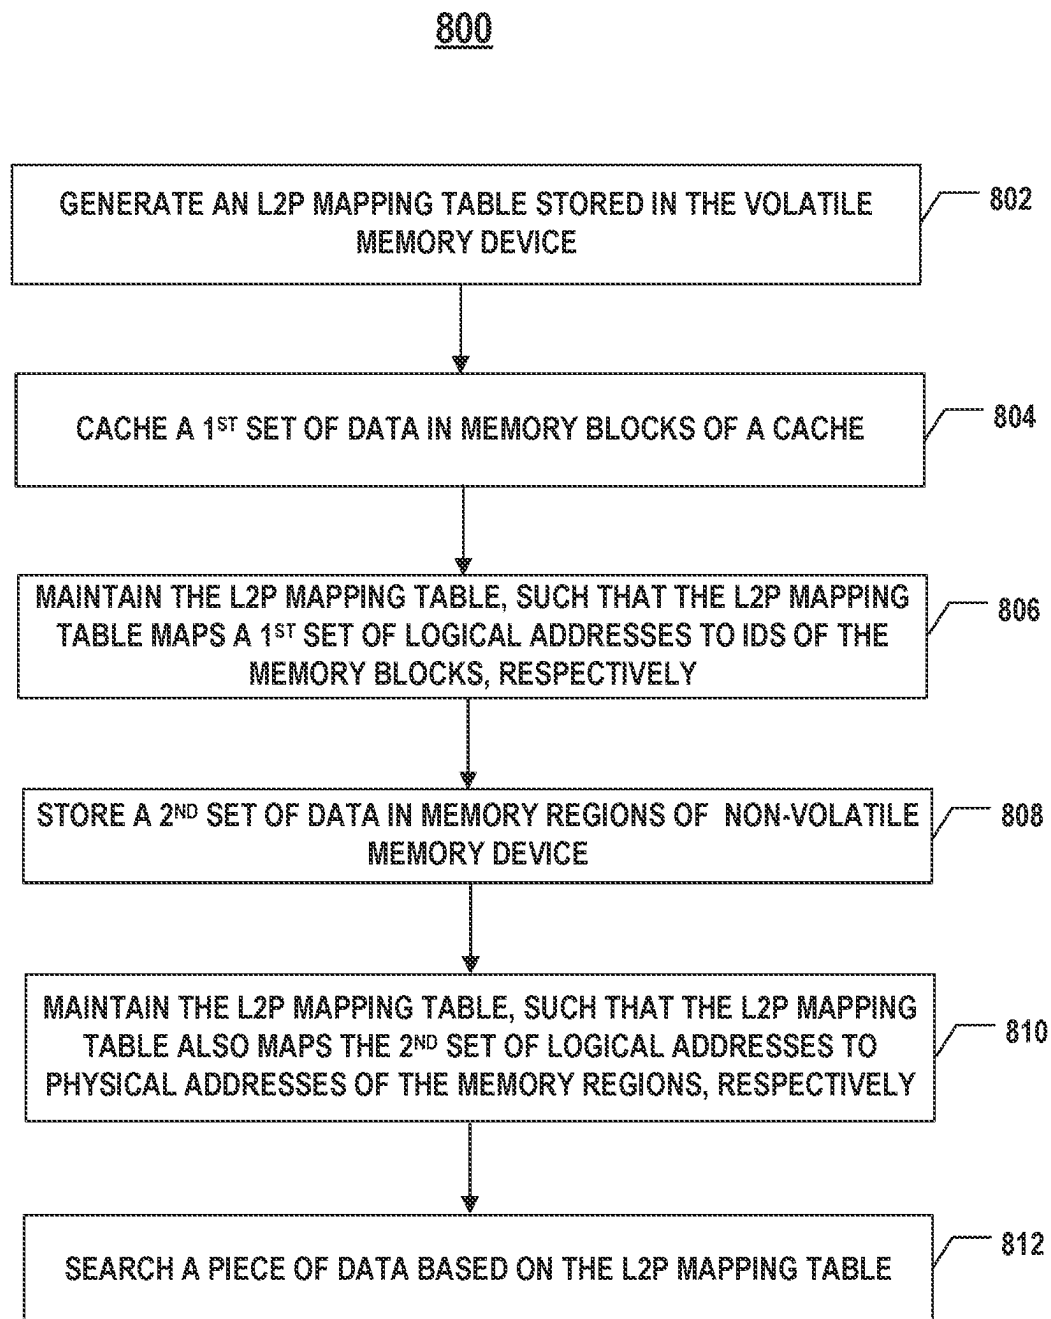 800
GENERATE AN L2P MAPPING TABLE STORED IN THE VOLATILE
MEMORY DEVICE
802
CACHE A 1ST SET OF DATA IN MEMORY BLOCKS OF A CACHE
804
MAINTAIN THE L2P MAPPING TABLE, SUCH THAT THE L2P MAPPING
TABLE MAPS A 1ST SET OF LOGICAL ADDRESSES TO IDS OF THE
MEMORY BLOCKS, RESPECTIVELY
806
STORE A 2ND SET OF DATA IN MEMORY REGIONS OF NON-VOLATILE
MEMORY DEVICE
808
MAINTAIN THE L2P MAPPING TABLE, SUCH THAT THE L2P MAPPING
TABLE ALSO MAPS THE 2ND SET OF LOGICAL ADDRESSES TO
PHYSICAL ADDRESSES OF THE MEMORY REGIONS, RESPECTIVELY
810
SEARCH A PIECE OF DATA BASED ON THE L2P MAPPING TABLE
812